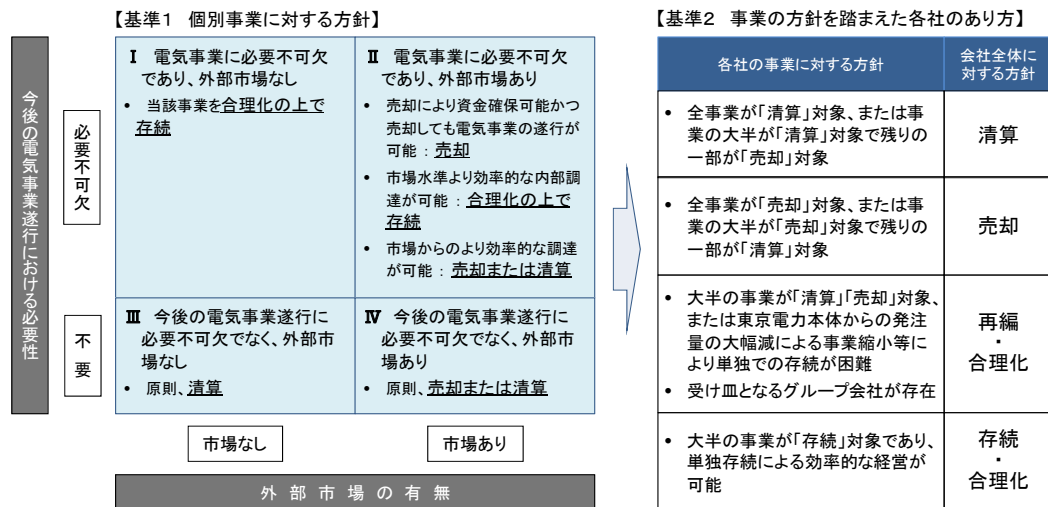 【基準1 個別事業に対する方針】
今後の電気事業遂行における必要性
必要不可欠
Ⅰ 電気事業に必要不可欠
であり、外部市場なし
• 当該事業を合理化の上で
存続
Ⅱ 電気事業に必要不可欠
であり、外部市場あり
• 売却により資金確保可能かつ
売却しても電気事業の遂行が
可能 : 売却
• 市場水準より効率的な内部調
達が可能 : 合理化の上で
存続
• 市場からのより効率的な調達
が可能: 売却または清算
不要
Ⅲ 今後の電気事業遂行に
必要不可欠でなく、外部市
場なし
• 原則、清算
Ⅳ 今後の電気事業遂行に
必要不可欠でなく、外部市場
あり
• 原則、売却または清算
市場なし
市場あり
外部市場の有無
【基準2 事業の方針を踏まえた各社のあり方】
各社の事業に対する方針
会社全体に
対する方針
• 全事業が「清算」対象、または事
業の大半が「清算」対象で残りの
一部が「売却」対象
清算
• 全事業が「売却」対象、または事
業の大半が「売却」対象で残りの
一部が「清算」対象
売却
• 大半の事業が「清算」「売却」対象、
または東京電力本体からの発注
量の大幅減による事業縮小等に
より単独での存続が困難
• 受け皿となるグループ会社が存在
再編
・
合理化
• 大半の事業が「存続」対象であり、
単独存続による効率的な経営が
可能
存続
・
合理化